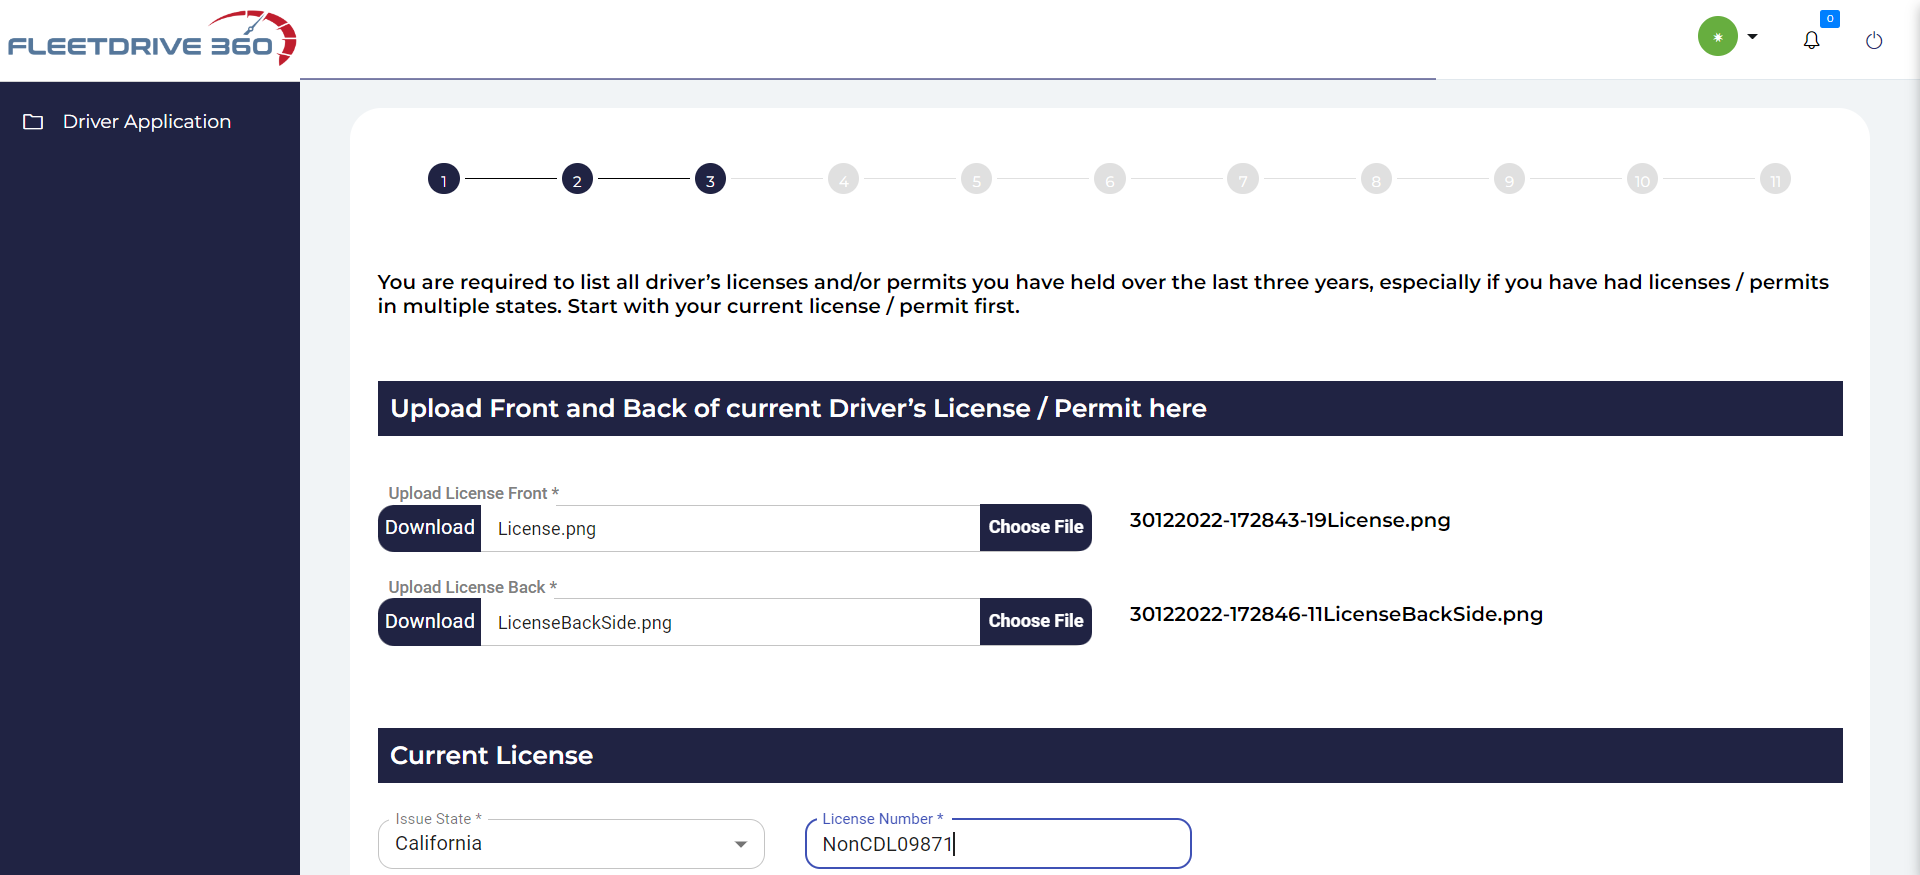 FLEETDRIVE 360
0
Driver Application
1 2 3 4 5 6 7 8 9 10 11
You are required to list all driver’s licenses and/or permits you have held over the last three years, especially if you have had licenses / permits
in multiple states. Start with your current license / permit first.
Upload Front and Back of current Driver’s License / Permit here
Upload License Front *
Download License.png Choose File 30122022-172843-19License.png
Upload License Back *
Download LicenseBackSide.png Choose File 30122022-172846-11LicenseBackSide.png
Current License
Issue State * License Number *
California NonCDL09871